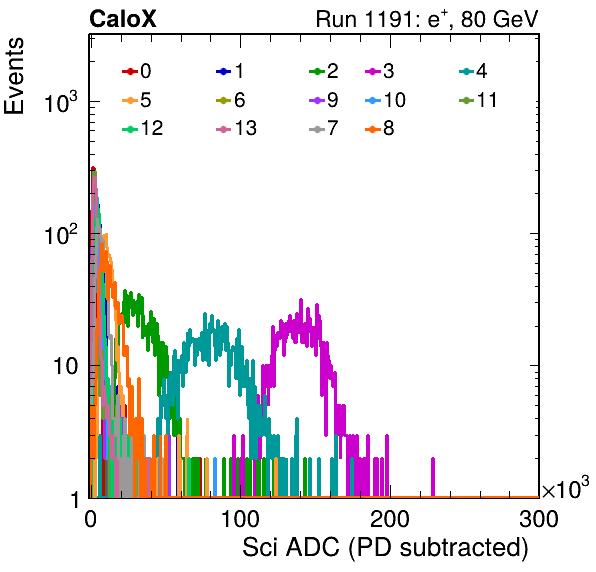 CaloX Run 1191: e⁺, 80 GeV
Events
0 1 2 3 4
5 6 9 10 11
12 13 7 8
10³
10²
10
1
0 100 200 300
×10³
Sci ADC (PD subtracted)